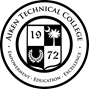 AIKEN TECHNICAL COLLEGE
19
72
• EMPOWERMENT • EDUCATION • EXCELLENCE •